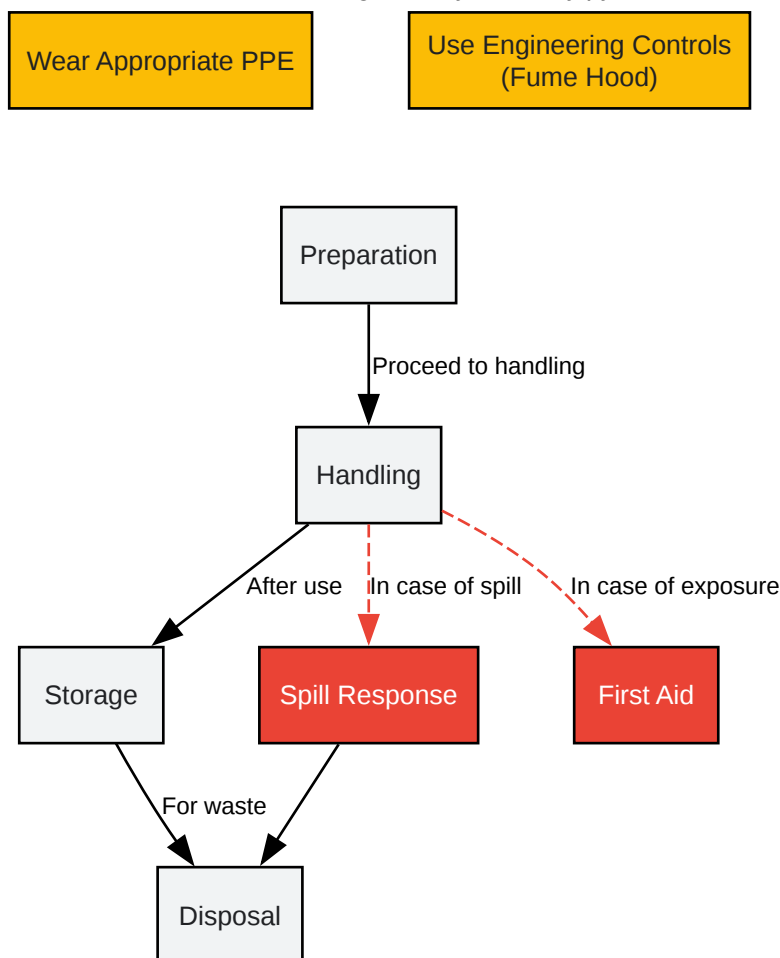 Wear Appropriate PPE
Use Engineering Controls
(Fume Hood)
Preparation
Proceed to handling
Handling
After use
In case of spill
In case of exposure
Storage
Spill Response
First Aid
For waste
Disposal